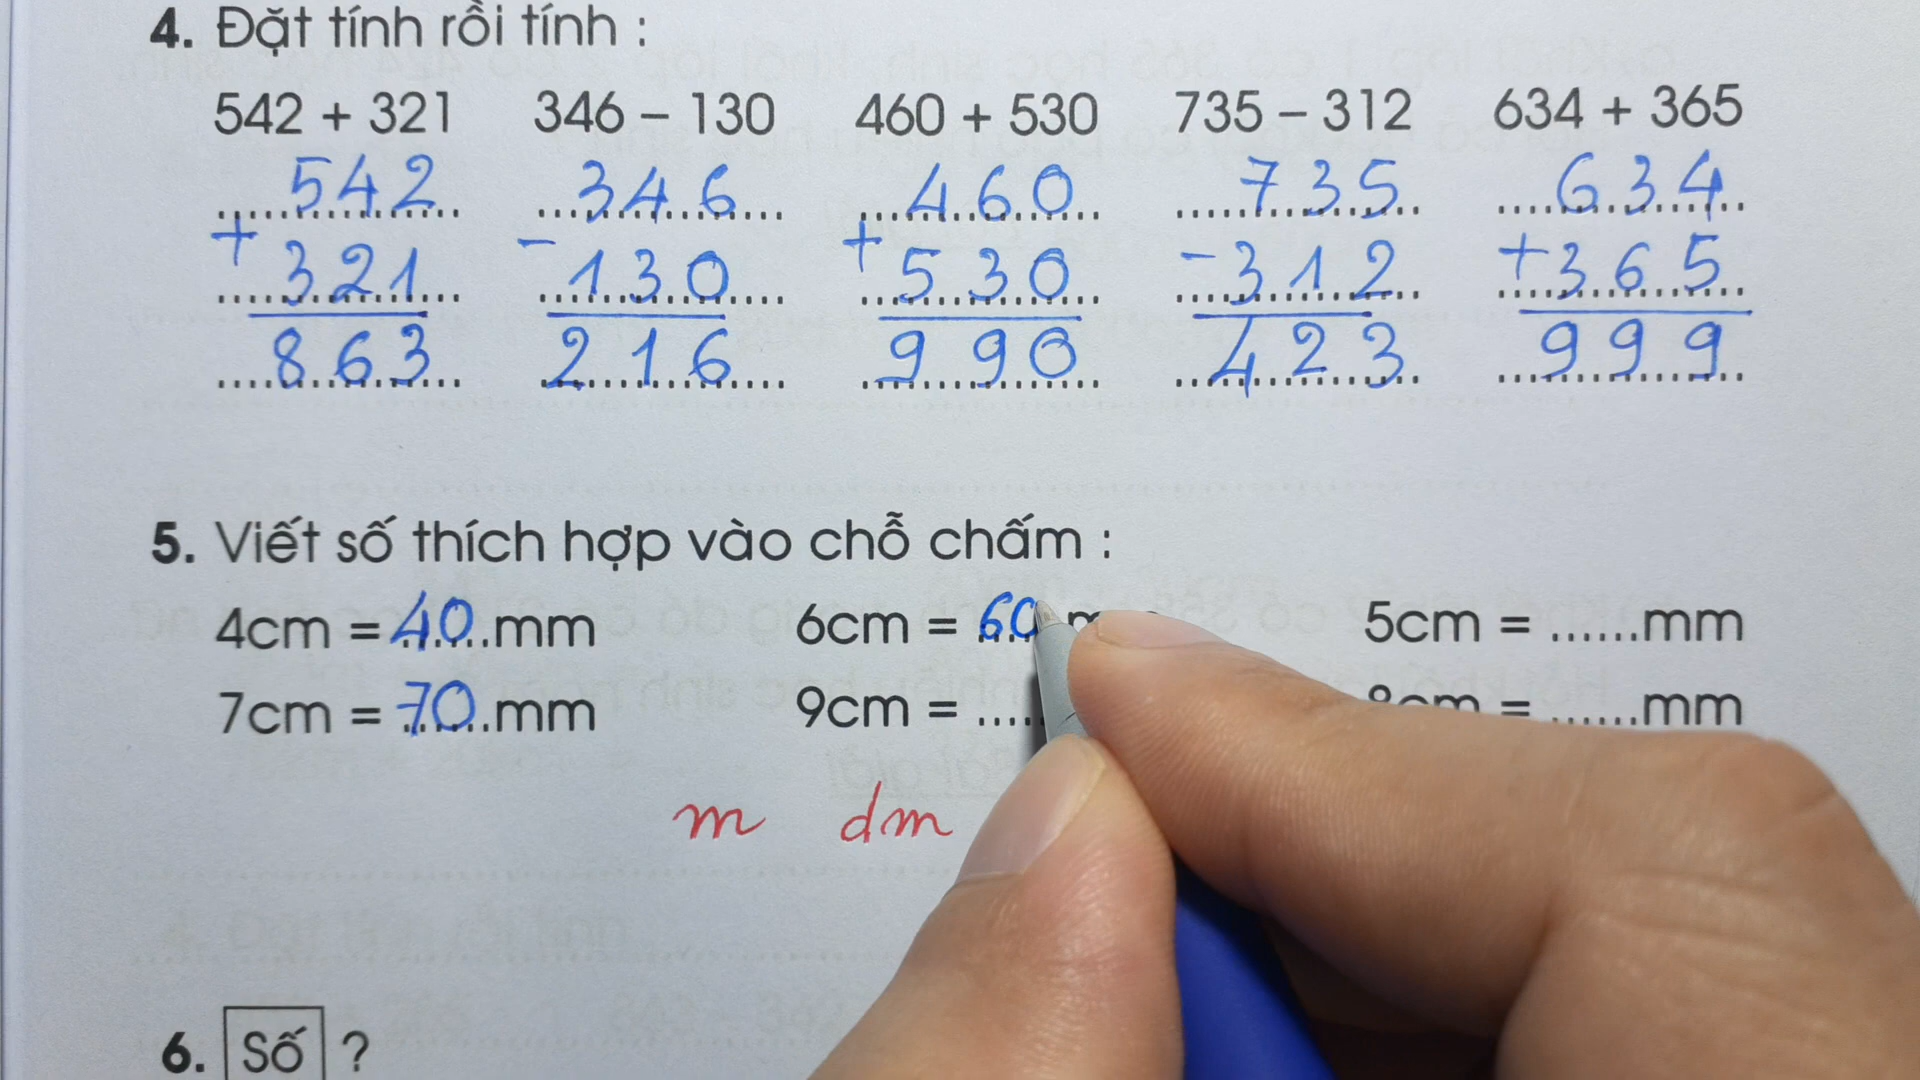 4. Đặt tính rồi tính :
542 + 321 346 – 130 460 + 530 735 – 312 634 + 365
542 346 460 735 634
+ - + - +
321 130 530 312 365
863 216 990 423 999
5. Viết số thích hợp vào chỗ chấm :
4cm = 40 mm 6cm = 60 5cm = ......mm
7cm = 70 mm 9cm = .... 8cm = ......mm
m dm
6. Số ?